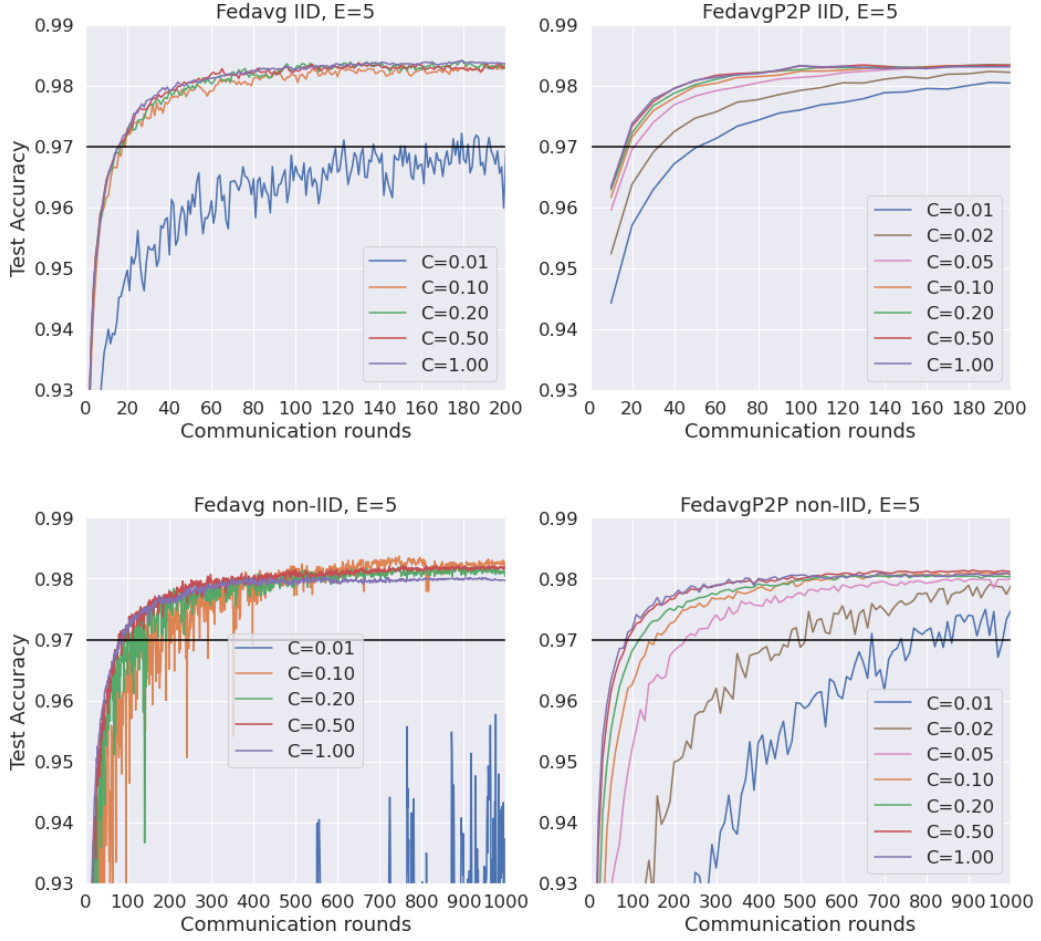 Fedavg IID, E=5
0.99
0.98
0.97
0.96
0.95
0.94
0.93
Test Accuracy
0 20 40 60 80 100 120 140 160 180 200
Communication rounds
C=0.01
C=0.10
C=0.20
C=0.50
C=1.00
FedavgP2P IID, E=5
0.99
0.98
0.97
0.96
0.95
0.94
0.93
0 20 40 60 80 100 120 140 160 180 200
Communication rounds
C=0.01
C=0.02
C=0.05
C=0.10
C=0.20
C=0.50
C=1.00
Fedavg non-IID, E=5
0.99
0.98
0.97
0.96
0.95
0.94
0.93
Test Accuracy
0 100 200 300 400 500 600 700 800 900 1000
Communication rounds
C=0.01
C=0.10
C=0.20
C=0.50
C=1.00
FedavgP2P non-IID, E=5
0.99
0.98
0.97
0.96
0.95
0.94
0.93
0 100 200 300 400 500 600 700 800 900 1000
Communication rounds
C=0.01
C=0.02
C=0.05
C=0.10
C=0.20
C=0.50
C=1.00